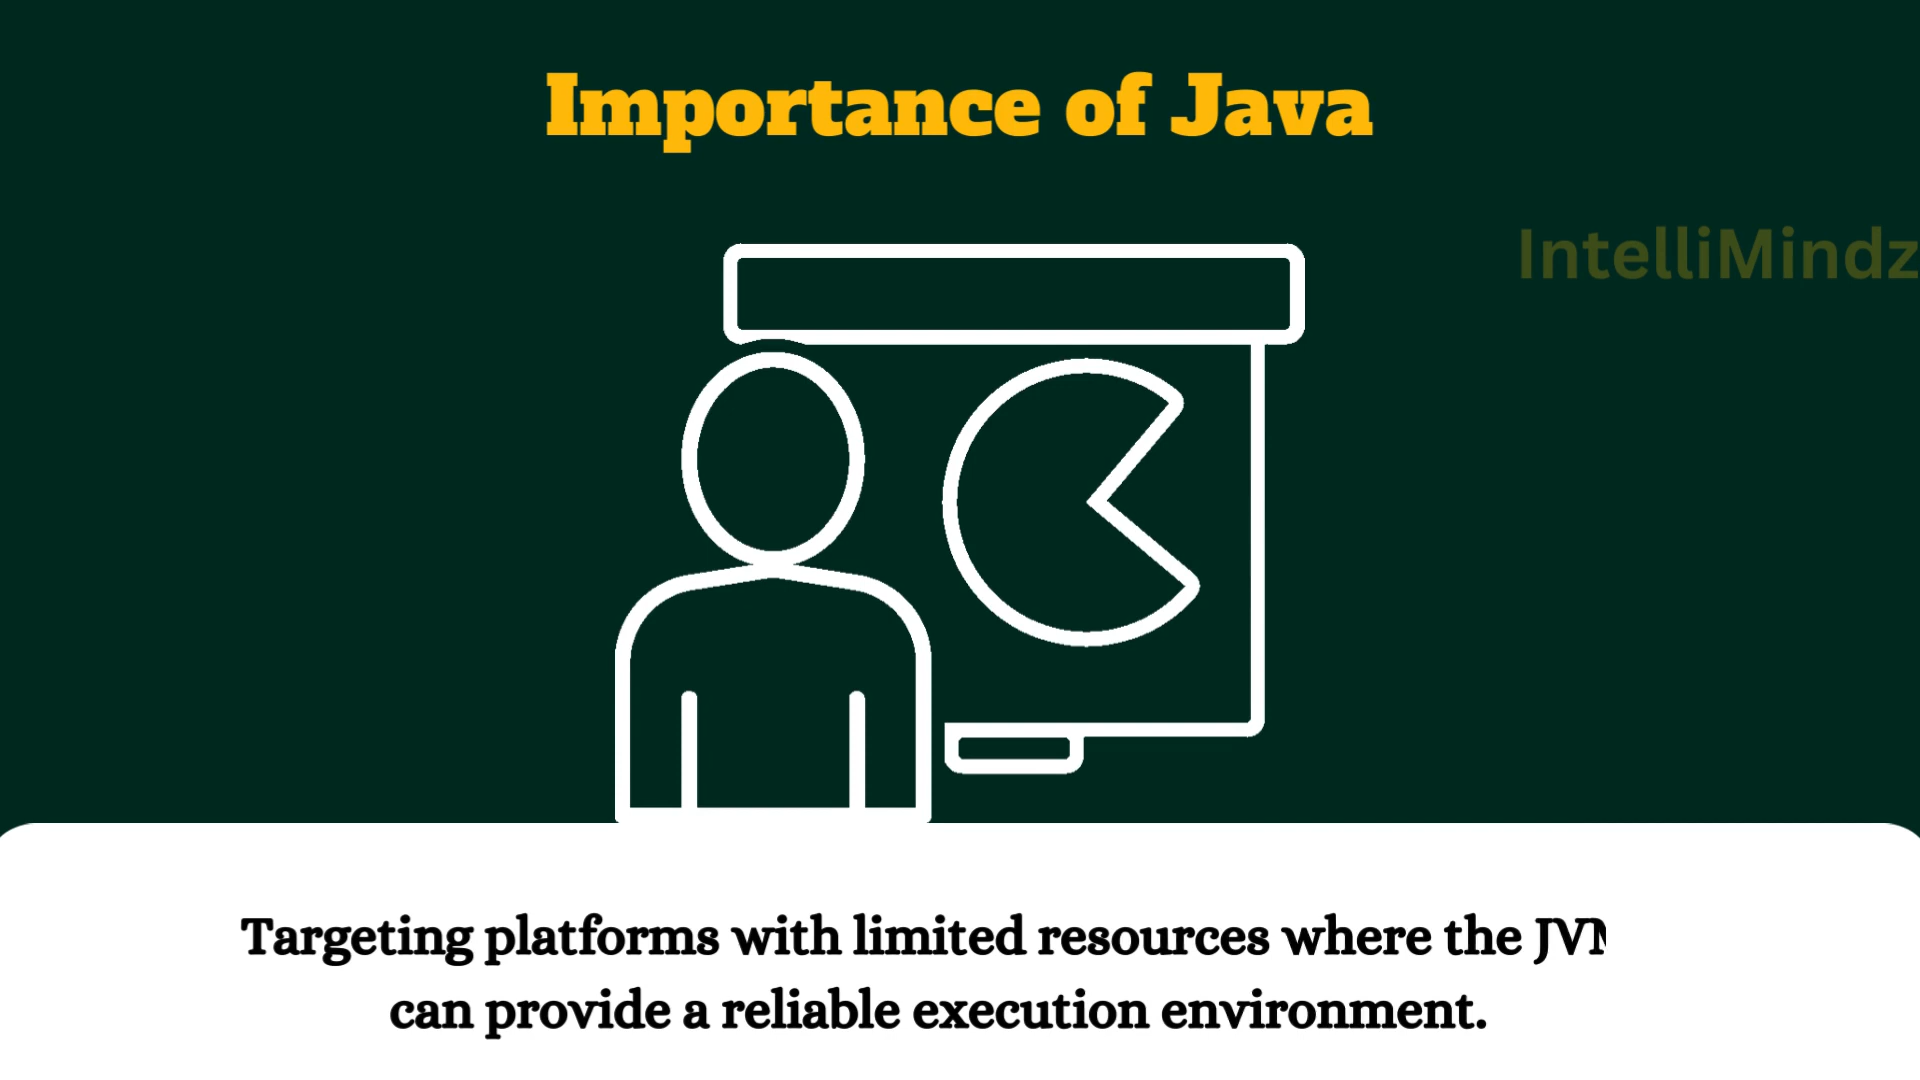 Importance of Java
IntelliMindz
Targeting platforms with limited resources where the
can provide a reliable execution environment.